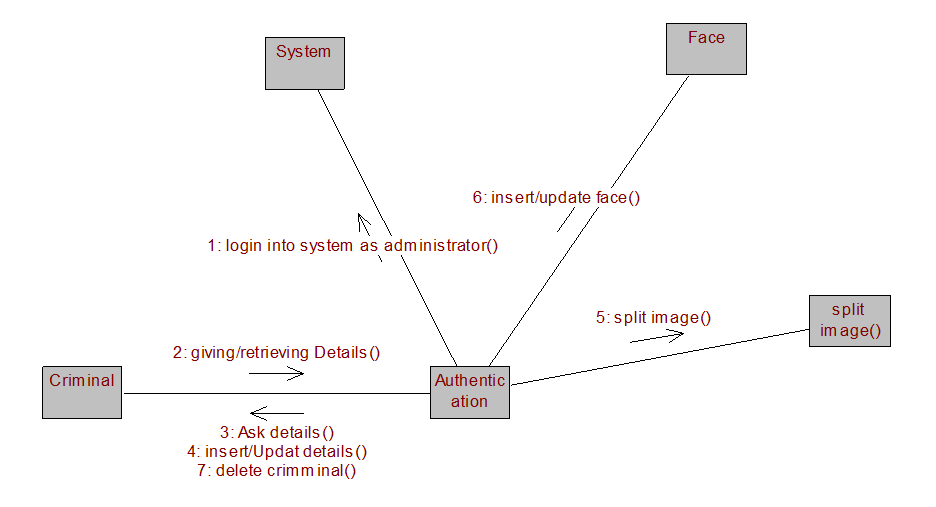 System
Face
6: insert/update face()
1: login into system as administrator()
split
image()
5: split image()
2: giving/retrieving Details()
Criminal
Authentic
ation
3: Ask details()
4: insert/Updat details()
7: delete crimminal()